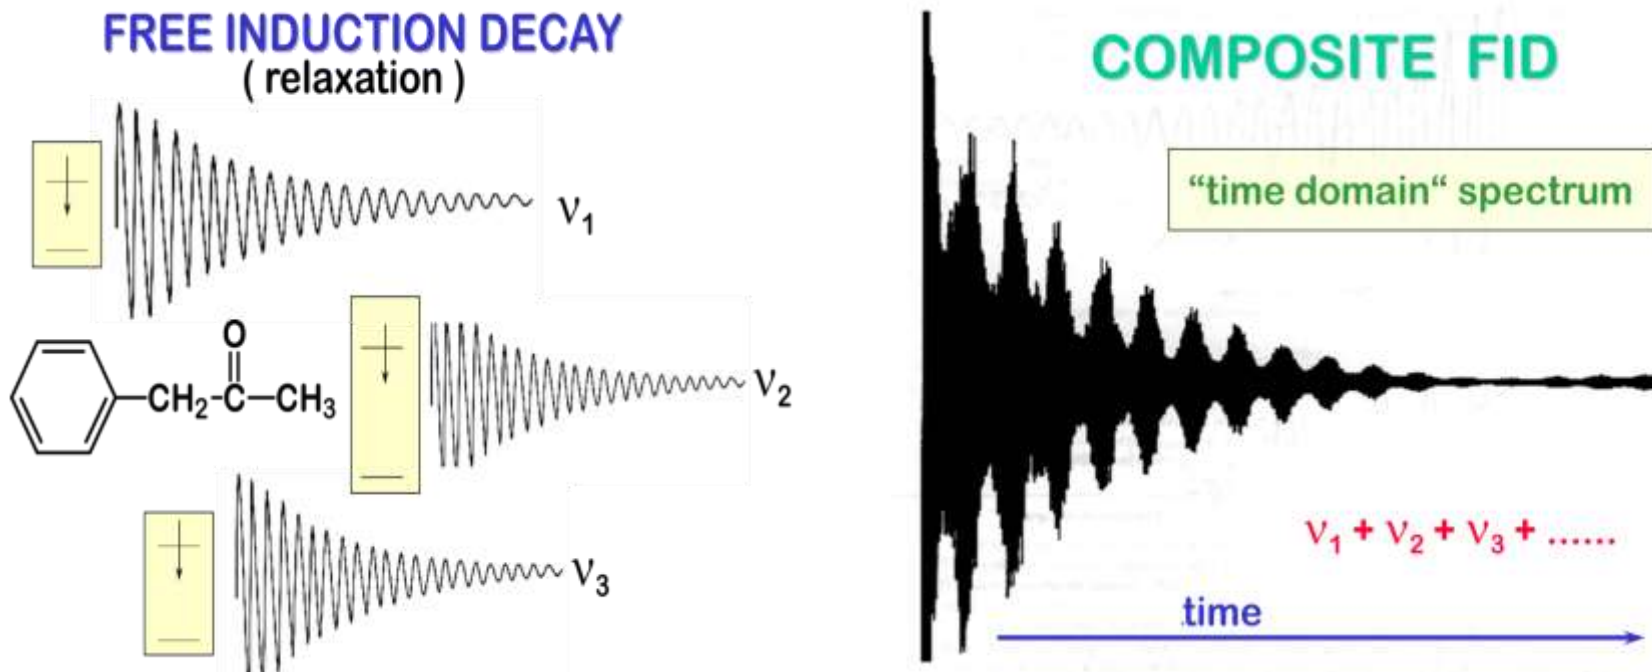 FREE INDUCTION DECAY
( relaxation )
ν₁
O
CH₂-C-CH₃
ν₂
ν₃
COMPOSITE FID
“time domain“ spectrum
ν₁ + ν₂ + ν₃ + ......
time